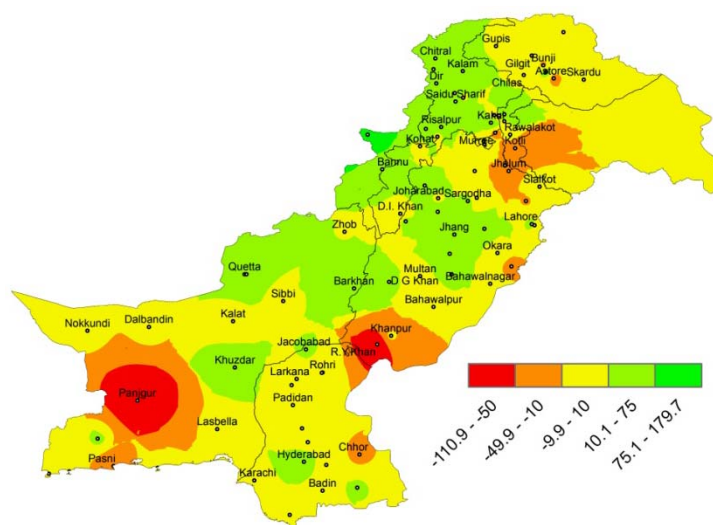 Gupis
Chitral
Bunji
Kalam
Gilgit
Astore
Dir
Skardu
Chilas
Saidu Sharif
Risalpur
Kakul
Rawalakot
Kohat
Murree
Kotli
Bannu
Jhalum
Sialkot
Joharabad
Sargodha
D.I. Khan
Lahore
Zhob
Jhang
Okara
Quetta
Multan
Barkhan
D G Khan
Bahawalnagar
Sibbi
Bahawalpur
Kalat
Dalbandin
Nokkundi
Khanpur
Jacobabad
R.Y.Khan
Khuzdar
Rohri
Larkana
Panjgur
Padidan
Lasbella
Chhor
Pasni
Hyderabad
Karachi
Badin
-110.9 - -50
-49.9 - -10
-9.9 - 10
10.1 - 75
75.1 - 179.7